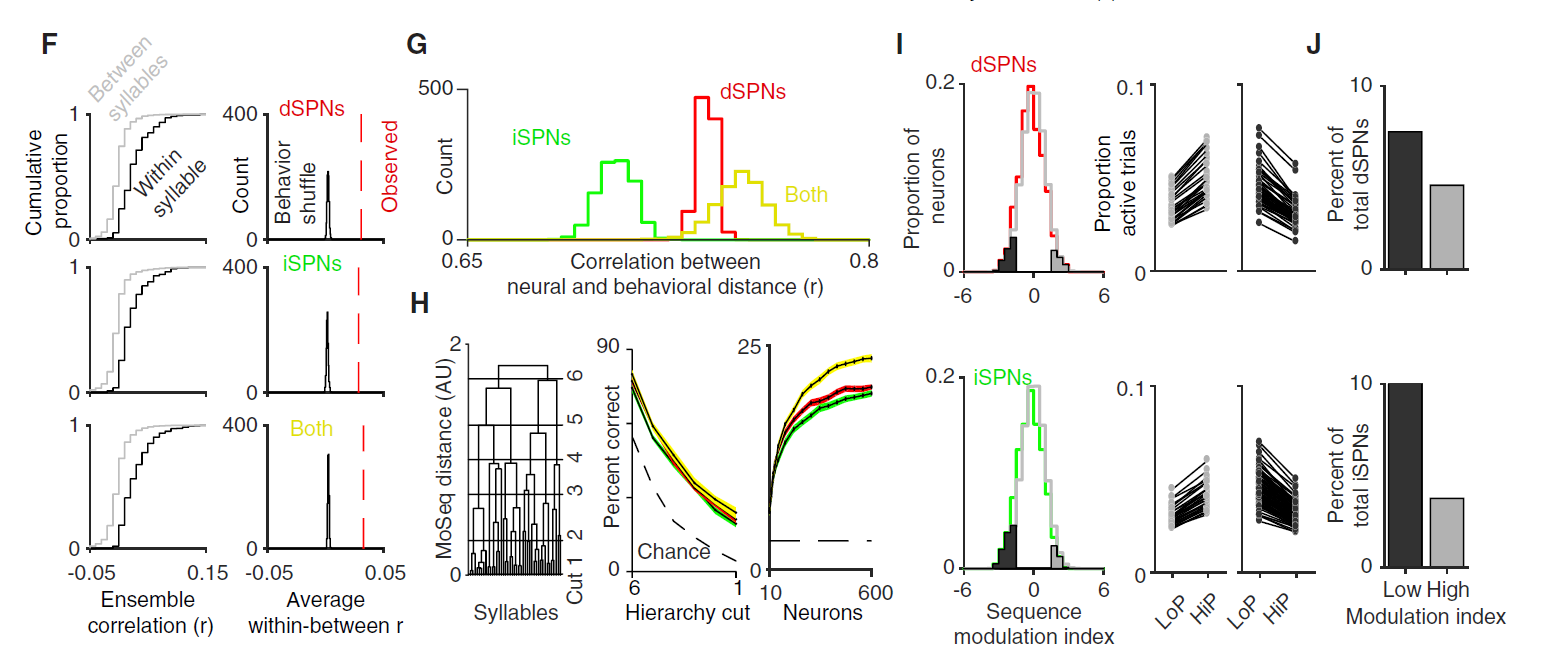 F
Between
syllables
Within
syllable
Cumulative
proportion
1
0
1
0
1
0
-0.05
0.15
Ensemble
correlation (r)
400
dSPNs
Observed
Count
Behavior
shuffle
0
400
iSPNs
0
400
Both
0
-0.05
0.05
Average
within-between r
G
500
Count
0
iSPNs
dSPNs
Both
0.65
0.8
Correlation between
neural and behavioral distance (r)
H
2
MoSeq distance (AU)
0
6
5
4
3
2
Cut 1
Syllables
90
Percent correct
Chance
0
6
1
Hierarchy cut
25
0
10
600
Neurons
I
dSPNs
0.2
Proportion of
neurons
0
-6
0
6
0.1
Proportion
active trials
0
iSPNs
0.2
0
-6
0
6
Sequence
modulation index
0.1
0
LoP
HiP
LoP
HiP
J
10
Percent of
total dSPNs
0
10
Percent of
total iSPNs
0
Low High
Modulation index